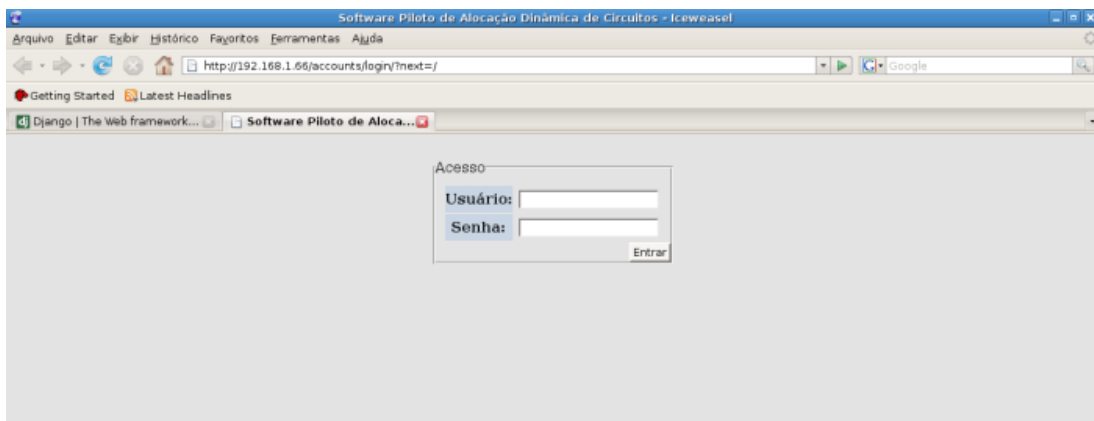 Software Piloto de Alocação Dinâmica de Circuitos - Iceweasel
Arquivo Editar Exibir Histórico Favoritos Ferramentas Ajuda
http://192.168.1.66/accounts/login/?next=/ Google
Getting Started Latest Headlines
Django | The Web framework... Software Piloto de Aloca...
Acesso
Usuário:
Senha:
Entrar